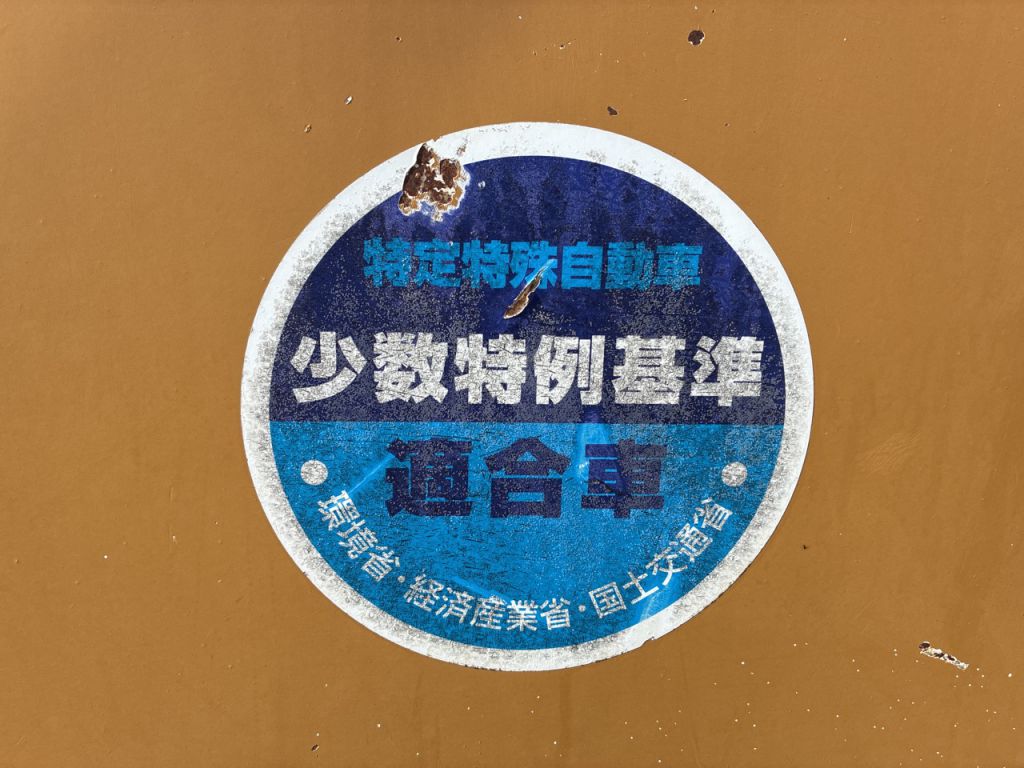 特定特殊自動車
少数特例基準
適合車
環境省・経済産業省・国土交通省